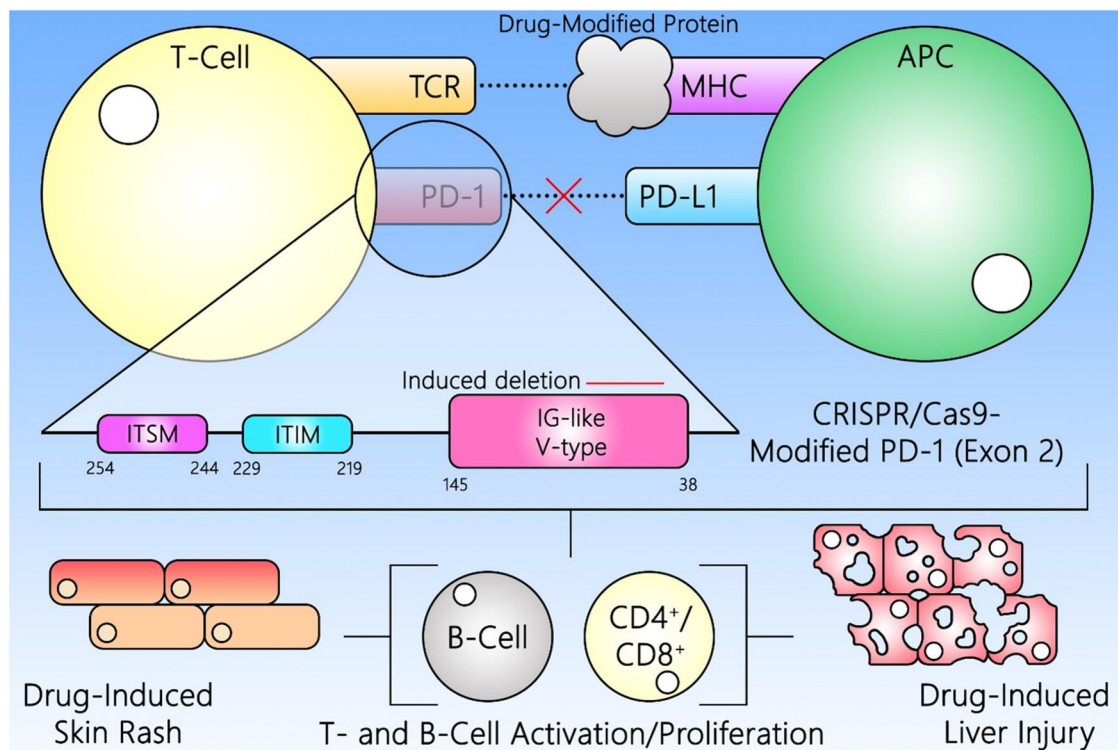 Drug-Modified Protein
T-Cell
TCR
MHC
APC
PD-1
PD-L1
Induced deletion
ITSM
ITIM
IG-like
V-type
254
244
229
219
145
38
CRISPR/Cas9-
Modified PD-1 (Exon 2)
B-Cell
CD4⁺/
CD8⁺
Drug-Induced
Skin Rash
T- and B-Cell Activation/Proliferation
Drug-Induced
Liver Injury